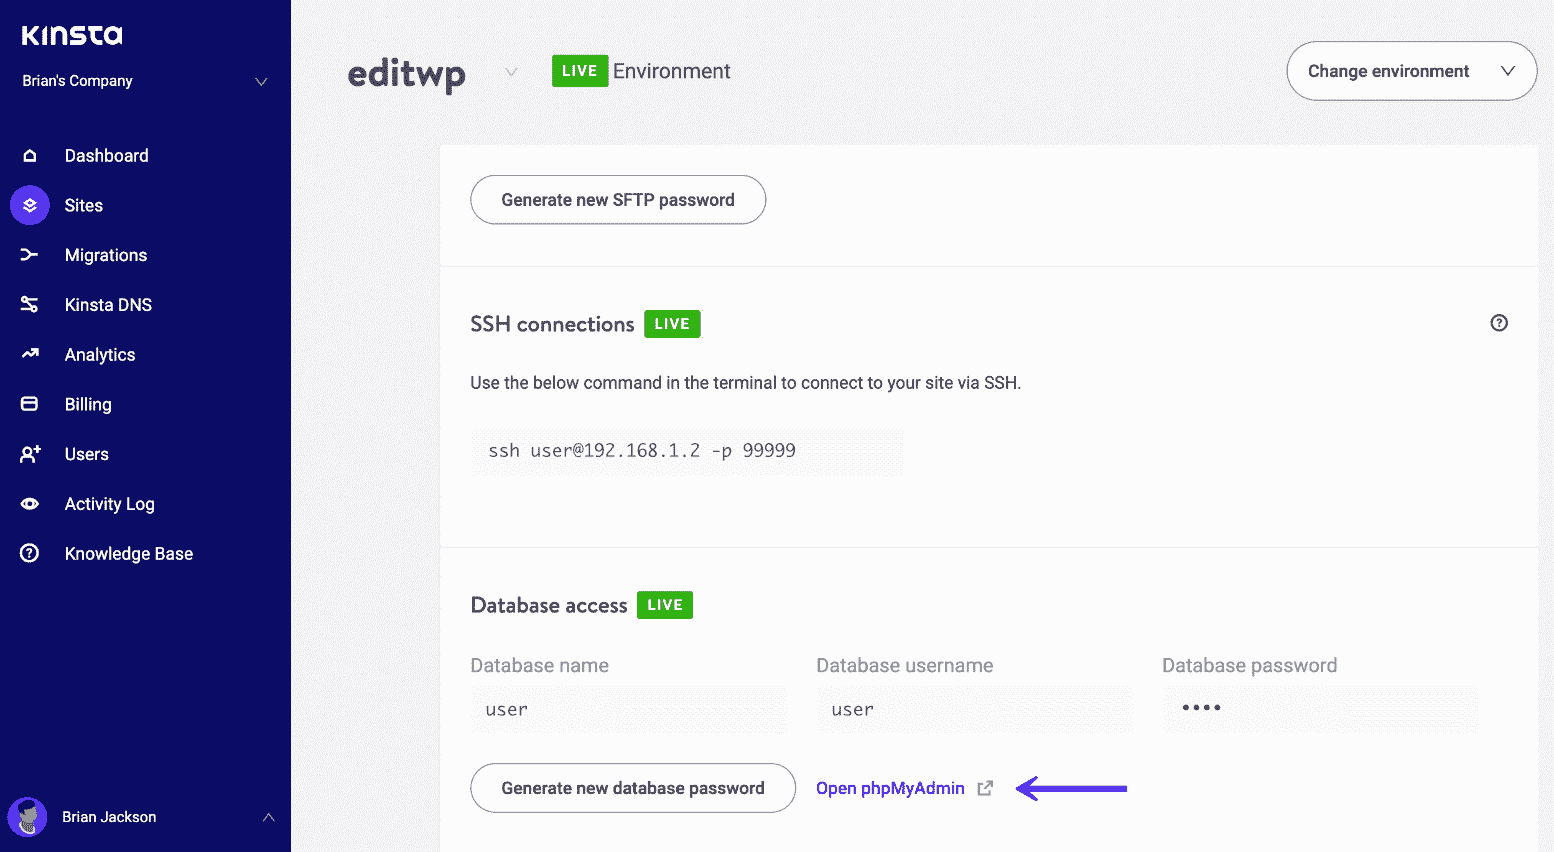 Kinsta
Brian's Company
Dashboard
Sites
Migrations
Kinsta DNS
Analytics
Billing
Users
Activity Log
Knowledge Base
Brian Jackson
editwp
LIVE Environment
Change environment
Generate new SFTP password
SSH connections LIVE
Use the below command in the terminal to connect to your site via SSH.
ssh user@192.168.1.2 -p 99999
Database access LIVE
Database name Database username Database password
user user ••••
Generate new database password Open phpMyAdmin